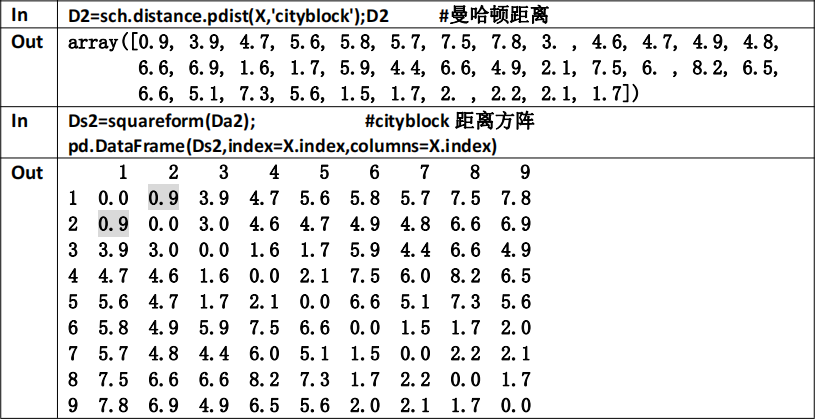 In D2=sch.distance.pdist(X,'cityblock');D2 #曼哈顿距离
Out array([0.9, 3.9, 4.7, 5.6, 5.8, 5.7, 7.5, 7.8, 3. , 4.6, 4.7, 4.9, 4.8,
6.6, 6.9, 1.6, 1.7, 5.9, 4.4, 6.6, 4.9, 2.1, 7.5, 6. , 8.2, 6.5,
6.6, 5.1, 7.3, 5.6, 1.5, 1.7, 2. , 2.2, 2.1, 1.7])
In Ds2=squareform(Da2); #cityblock 距离方阵
pd.DataFrame(Ds2,index=X.index,columns=X.index)
Out 1 2 3 4 5 6 7 8 9
1 0.0 0.9 3.9 4.7 5.6 5.8 5.7 7.5 7.8
2 0.9 0.0 3.0 4.6 4.7 4.9 4.8 6.6 6.9
3 3.9 3.0 0.0 1.6 1.7 5.9 4.4 6.6 4.9
4 4.7 4.6 1.6 0.0 2.1 7.5 6.0 8.2 6.5
5 5.6 4.7 1.7 2.1 0.0 6.6 5.1 7.3 5.6
6 5.8 4.9 5.9 7.5 6.6 0.0 1.5 1.7 2.0
7 5.7 4.8 4.4 6.0 5.1 1.5 0.0 2.2 2.1
8 7.5 6.6 6.6 8.2 7.3 1.7 2.2 0.0 1.7
9 7.8 6.9 4.9 6.5 5.6 2.0 2.1 1.7 0.0